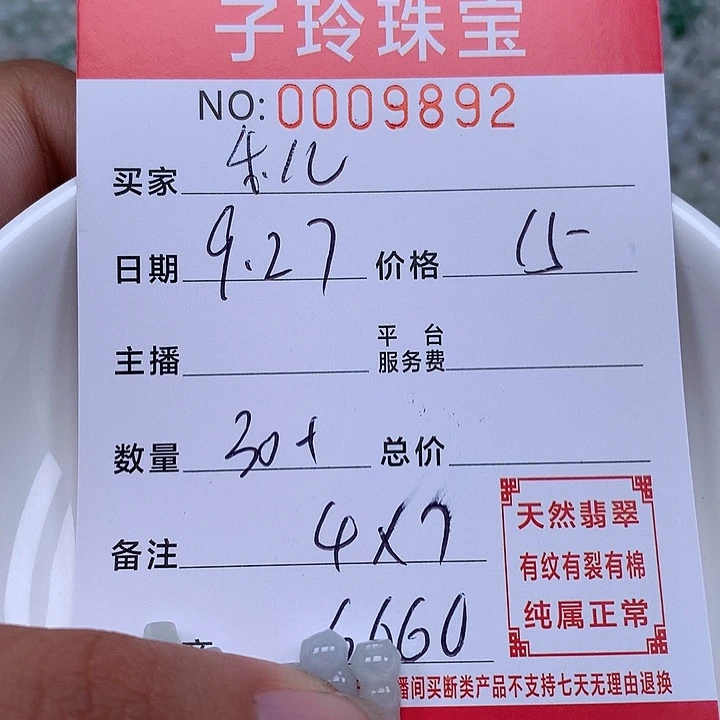 子玲珠宝
NO: 0009892
买家
日期 9.27 价格 15-
主播 平台服务费
数量 30+ 总价
备注 4×7
6660
天然翡翠
有纹有裂有棉
纯属正常
播间买断类产品不支持七天无理由退换